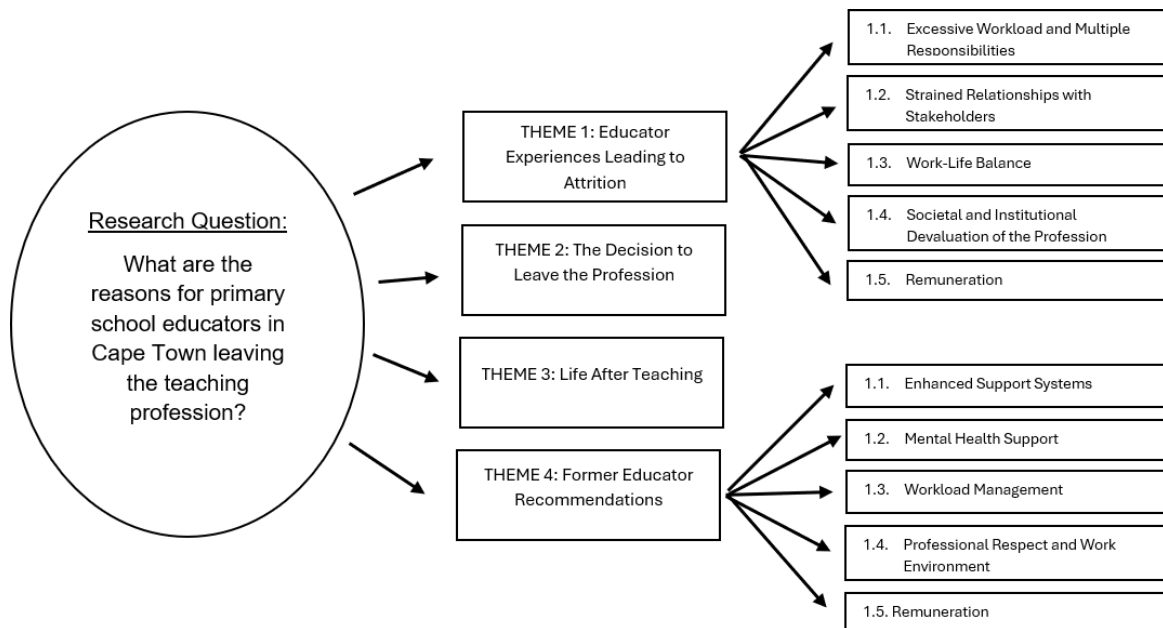 Research Question:
What are the
reasons for primary
school educators in
Cape Town leaving
the teaching
profession?
THEME 1: Educator
Experiences Leading to
Attrition
1.1. Excessive Workload and Multiple
Responsibilities
1.2. Strained Relationships with
Stakeholders
1.3. Work-Life Balance
1.4. Societal and Institutional
Devaluation of the Profession
1.5. Remuneration
THEME 2: The Decision to
Leave the Profession
THEME 3: Life After Teaching
THEME 4: Former Educator
Recommendations
1.1. Enhanced Support Systems
1.2. Mental Health Support
1.3. Workload Management
1.4. Professional Respect and Work
Environment
1.5. Remuneration